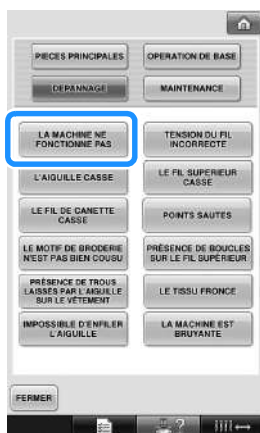 PIECES PRINCIPALES
OPERATION DE BASE
DEPANNAGE
MAINTENANCE
LA MACHINE NE
FONCTIONNE PAS
TENSION DU FIL
INCORRECTE
L'AIGUILLE CASSE
LE FIL SUPERIEUR
CASSE
LE FIL DE CANETTE
CASSE
POINTS SAUTES
LE MOTIF DE BRODERIE
N'EST PAS BIEN COUSU
PRÉSENCE DE BOUCLES
SUR LE FIL SUPÉRIEUR
PRÉSENCE DE TROUS
LAISSÉS PAR L'AIGUILLE
SUR LE VÊTEMENT
LE TISSU FRONCE
IMPOSSIBLE D'ENFILER
L'AIGUILLE
LA MACHINE EST
BRUYANTE
FERMER
?